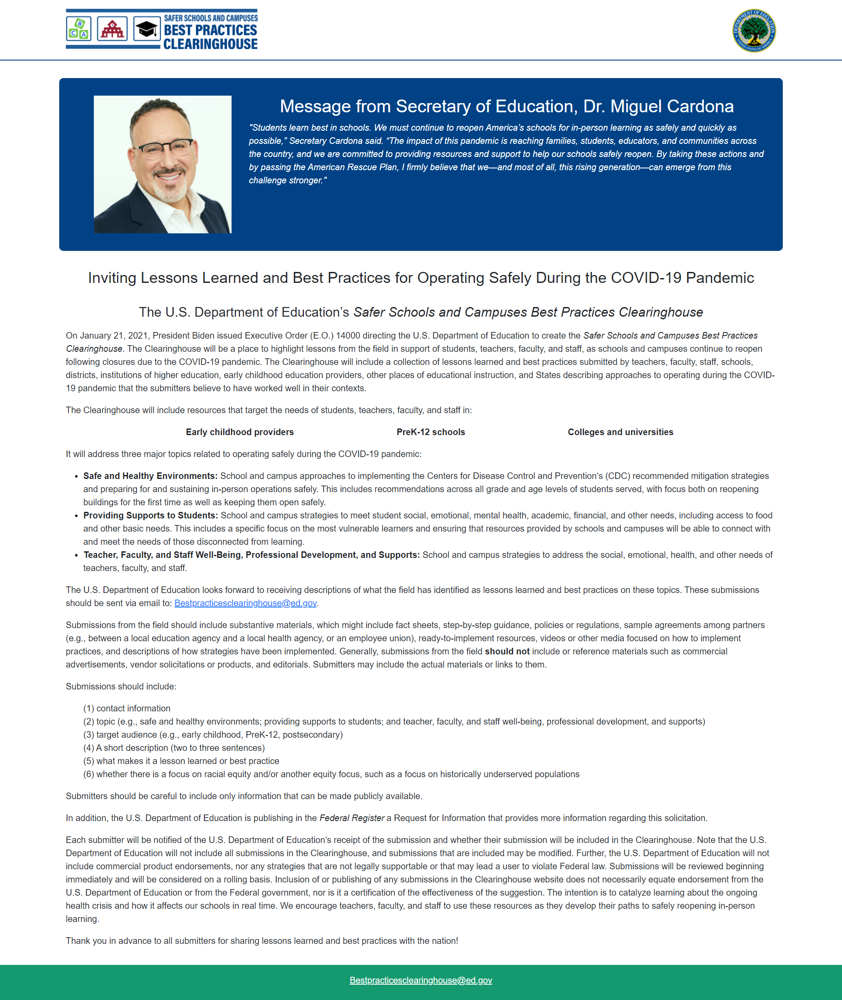 B
C A
SAFER SCHOOLS AND CAMPUSES
BEST PRACTICES
CLEARINGHOUSE
DEPARTMENT OF EDUCATION
UNITED STATES OF AMERICA
Message from Secretary of Education, Dr. Miguel Cardona
"Students learn best in schools. We must continue to reopen America’s schools for in-person learning as safely and quickly as
possible,” Secretary Cardona said. “The impact of this pandemic is reaching families, students, educators, and communities across
the country, and we are committed to providing resources and support to help our schools safely reopen. By taking these actions and
by passing the American Rescue Plan, I firmly believe that we—and most of all, this rising generation—can emerge from this
challenge stronger."
Inviting Lessons Learned and Best Practices for Operating Safely During the COVID-19 Pandemic
The U.S. Department of Education’s Safer Schools and Campuses Best Practices Clearinghouse
On January 21, 2021, President Biden issued Executive Order (E.O.) 14000 directing the U.S. Department of Education to create the Safer Schools and Campuses Best Practices
Clearinghouse. The Clearinghouse will be a place to highlight lessons from the field in support of students, teachers, faculty, and staff, as schools and campuses continue to reopen
following closures due to the COVID-19 pandemic. The Clearinghouse will include a collection of lessons learned and best practices submitted by teachers, faculty, staff, schools,
districts, institutions of higher education, early childhood education providers, other places of educational instruction, and States describing approaches to operating during the COVID-
19 pandemic that the submitters believe to have worked well in their contexts.
The Clearinghouse will include resources that target the needs of students, teachers, faculty, and staff in:
Early childhood providers PreK-12 schools Colleges and universities
It will address three major topics related to operating safely during the COVID-19 pandemic:
• Safe and Healthy Environments: School and campus approaches to implementing the Centers for Disease Control and Prevention’s (CDC) recommended mitigation strategies
and preparing for and sustaining in-person operations safely. This includes recommendations across all grade and age levels of students served, with focus both on reopening
buildings for the first time as well as keeping them open safely.
• Providing Supports to Students: School and campus strategies to meet student social, emotional, mental health, academic, financial, and other needs, including access to food
and other basic needs. This includes a specific focus on the most vulnerable learners and ensuring that resources provided by schools and campuses will be able to connect with
and meet the needs of those disconnected from learning.
• Teacher, Faculty, and Staff Well-Being, Professional Development, and Supports: School and campus strategies to address the social, emotional, health, and other needs of
teachers, faculty, and staff.
The U.S. Department of Education looks forward to receiving descriptions of what the field has identified as lessons learned and best practices on these topics. These submissions
should be sent via email to: Bestpracticesclearinghouse@ed.gov.
Submissions from the field should include substantive materials, which might include fact sheets, step-by-step guidance, policies or regulations, sample agreements among partners
(e.g., between a local education agency and a local health agency, or an employee union), ready-to-implement resources, videos or other media focused on how to implement
practices, and descriptions of how strategies have been implemented. Generally, submissions from the field should not include or reference materials such as commercial
advertisements, vendor solicitations or products, and editorials. Submitters may include the actual materials or links to them.
Submissions should include:
(1) contact information
(2) topic (e.g., safe and healthy environments; providing supports to students; and teacher, faculty, and staff well-being, professional development, and supports)
(3) target audience (e.g., early childhood, PreK-12, postsecondary)
(4) A short description (two to three sentences)
(5) what makes it a lesson learned or best practice
(6) whether there is a focus on racial equity and/or another equity focus, such as a focus on historically underserved populations
Submitters should be careful to include only information that can be made publicly available.
In addition, the U.S. Department of Education is publishing in the Federal Register a Request for Information that provides more information regarding this solicitation.
Each submitter will be notified of the U.S. Department of Education’s receipt of the submission and whether their submission will be included in the Clearinghouse. Note that the U.S.
Department of Education will not include all submissions in the Clearinghouse, and submissions that are included may be modified. Further, the U.S. Department of Education will not
include commercial product endorsements, nor any strategies that are not legally supportable or that may lead a user to violate Federal law. Submissions will be reviewed beginning
immediately and will be considered on a rolling basis. Inclusion of or publishing of any submissions in the Clearinghouse website does not necessarily equate endorsement from the
U.S. Department of Education or from the Federal government, nor is it a certification of the effectiveness of the suggestion. The intention is to catalyze learning about the ongoing
health crisis and how it affects our schools in real time. We encourage teachers, faculty, and staff to use these resources as they develop their paths to safely reopening in-person
learning.
Thank you in advance to all submitters for sharing lessons learned and best practices with the nation!
Bestpracticesclearinghouse@ed.gov